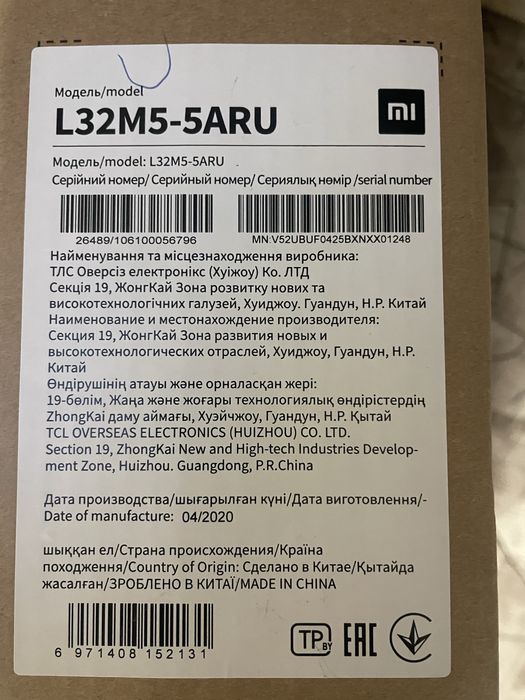 Модель/model
L32M5-5ARU
mi
Модель/model: L32M5-5ARU
Серійний номер/ Серийный номер/ Сериялық нөмір /serial number
26489/106100056796
MN:V52UBUF0425BXNXX01248
Найменування та місцезнаходження виробника:
ТЛС Оверсіз електронікс (Хуіжоу) Ко. ЛТД
Секція 19, ЖонгКай Зона розвитку нових та
високотехнологічних галузей, Хуиджоу. Гуандун, Н.Р. Китай
Наименование и местонахождение производителя:
Секция 19, ЖонгКай Зона развития новых и
высокотехнологических отраслей, Хуиджоу, Гуандун, Н.Р.
Китай
Өндірушінің атауы және орналасқан жері:
19-бөлім, Жаңа және жоғары технологиялық өндірістердің
ZhongKai даму аймағы, Хуэйчжоу, Гуандун, Н.Р. Қытай
TCL OVERSEAS ELECTRONICS (HUIZHOU) CO. LTD.
Section 19, ZhongKai New and High-tech Industries Develop-
ment Zone, Huizhou. Guangdong, P.R.China
Дата производства/шығарылған күні/Дата виготовлення/-
Date of manufacture: 04/2020
шыққан ел/Страна происхождения/Країна
походження/Country of Origin: Сделано в Китае/Қытайда
жасалған/ЗРОБЛЕНО В КИТАЇ/MADE IN CHINA
6 971408 152131
ТР BY
EAC